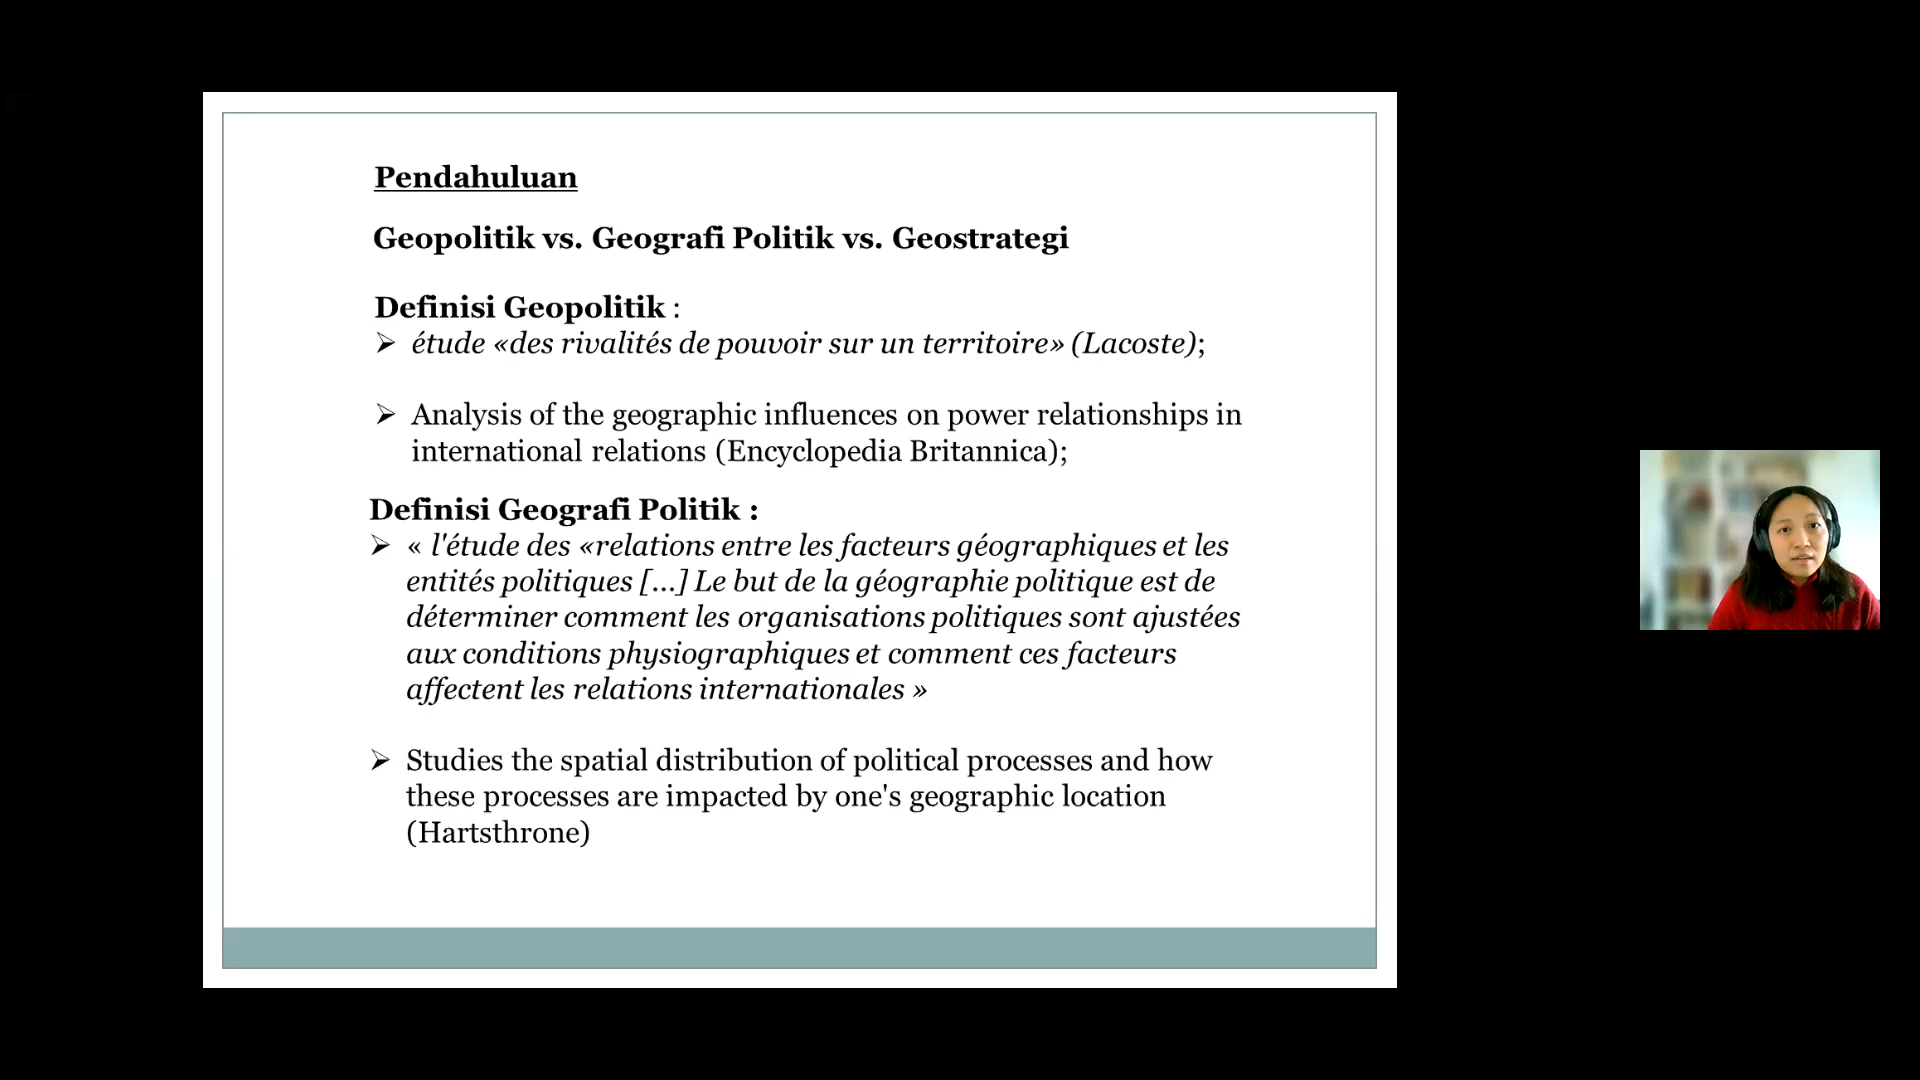 Pendahuluan
Geopolitik vs. Geografi Politik vs. Geostrategi
Definisi Geopolitik :
➢ étude «des rivalités de pouvoir sur un territoire» (Lacoste);
➢ Analysis of the geographic influences on power relationships in
international relations (Encyclopedia Britannica);
Definisi Geografi Politik :
➢ « l'étude des «relations entre les facteurs géographiques et les
entités politiques [...] Le but de la géographie politique est de
déterminer comment les organisations politiques sont ajustées
aux conditions physiographiques et comment ces facteurs
affectent les relations internationales »
➢ Studies the spatial distribution of political processes and how
these processes are impacted by one's geographic location
(Hartsthrone)